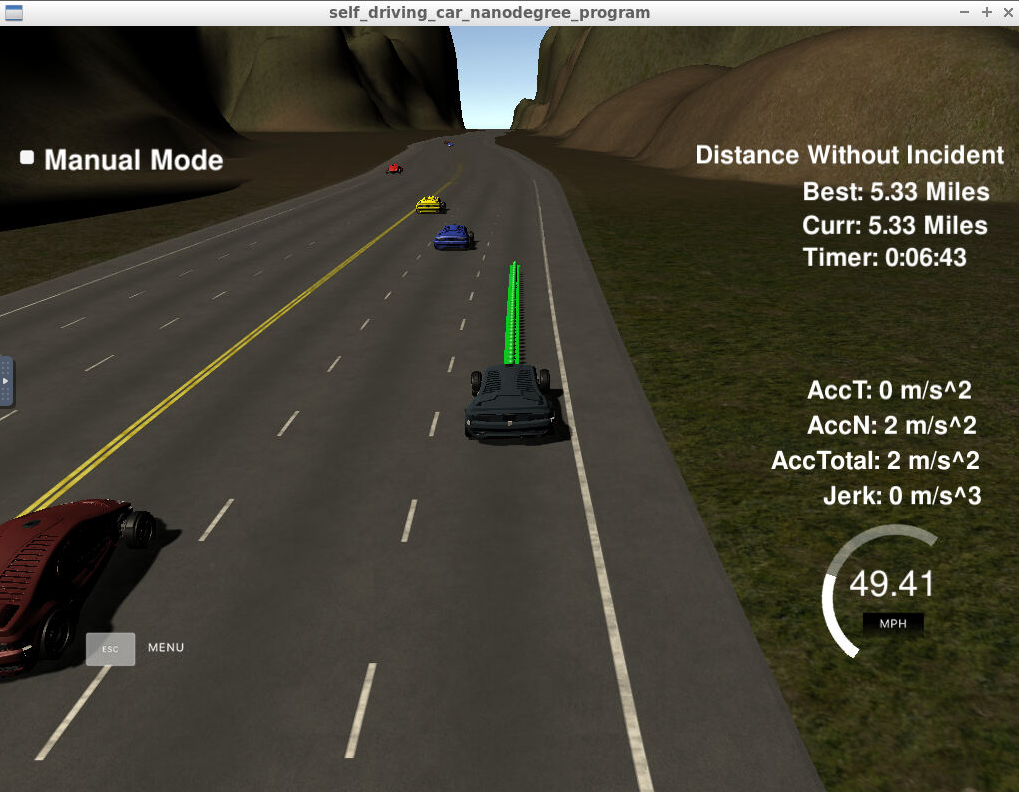 self_driving_car_nanodegree_program
Manual Mode
Distance Without Incident
Best: 5.33 Miles
Curr: 5.33 Miles
Timer: 0:06:43
AccT: 0 m/s^2
AccN: 2 m/s^2
AccTotal: 2 m/s^2
Jerk: 0 m/s^3
49.41
MPH
ESC MENU